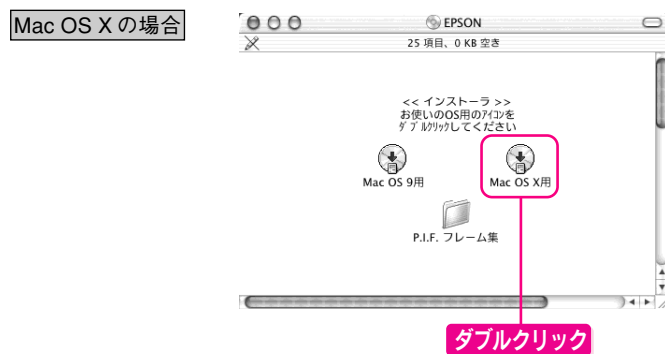 Mac OS X の場合
EPSON
25 項目、0 KB 空き
<< インストーラ >>
お使いのOS用のｱｲｺﾝを
ﾀﾞﾌﾞﾙｸﾘｯｸしてください
Mac OS 9用
Mac OS X用
P.I.F. フレーム集
ダブルクリック